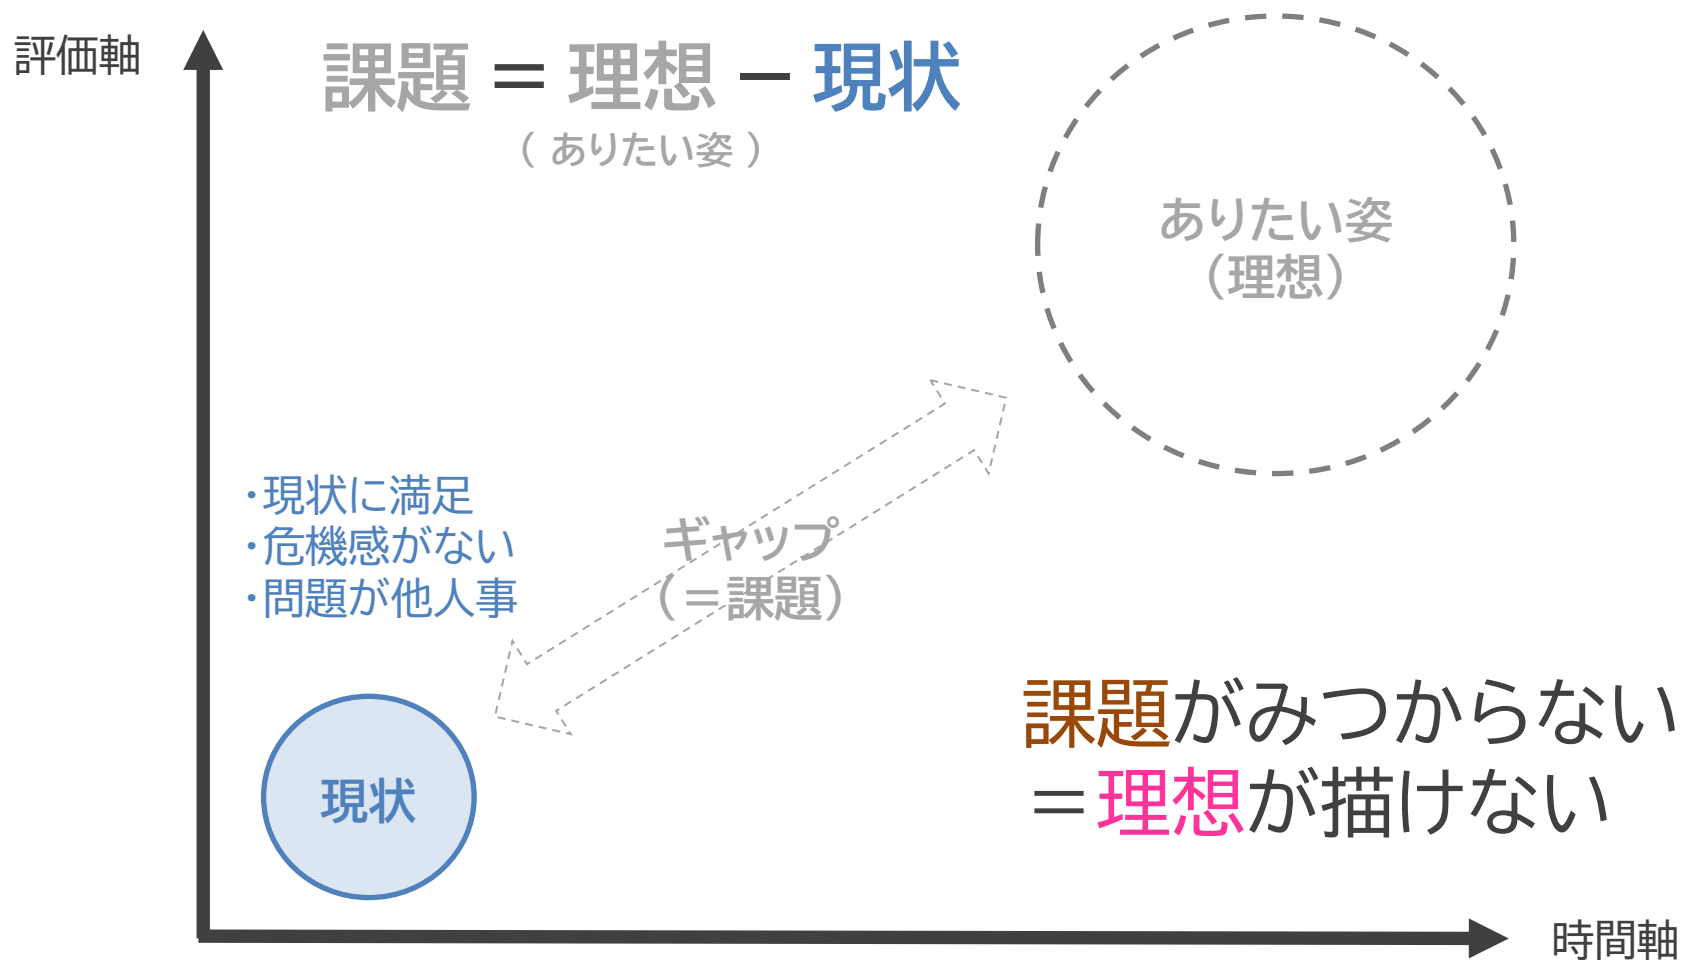 評価軸
課題＝理想－現状
（ ありたい姿 ）
ありたい姿
（理想）
・現状に満足
・危機感がない
・問題が他人事
ギャップ
（＝課題）
現状
課題がみつからない
＝理想が描けない
時間軸